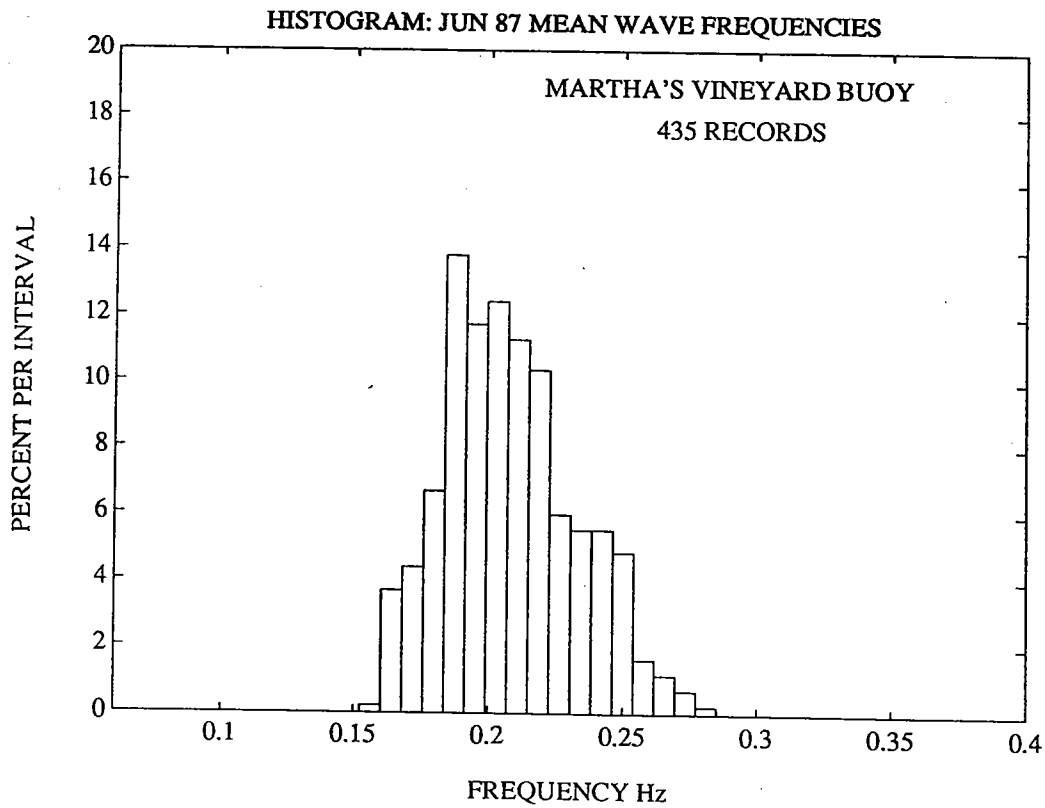 HISTOGRAM: JUN 87 MEAN WAVE FREQUENCIES
MARTHA'S VINEYARD BUOY
435 RECORDS
PERCENT PER INTERVAL
20
18
16
14
12
10
8
6
4
2
0
0.1 0.15 0.2 0.25 0.3 0.35 0.4
FREQUENCY Hz